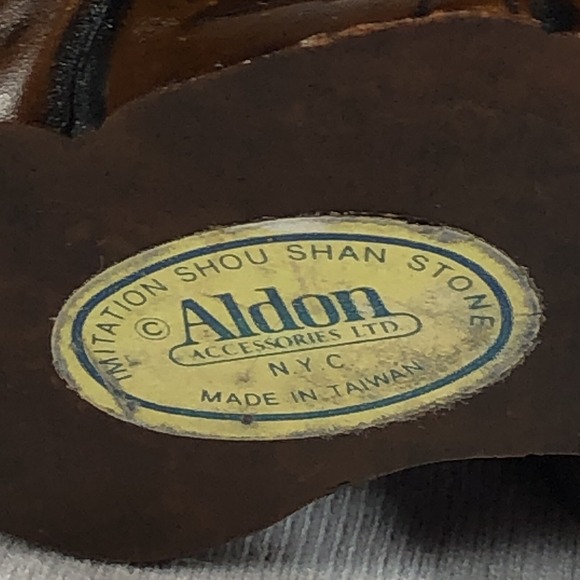 IMITATION SHOU SHAN STONE
© Aldon
ACCESSORIES LTD.
N.Y.C.
MADE IN TAIWAN